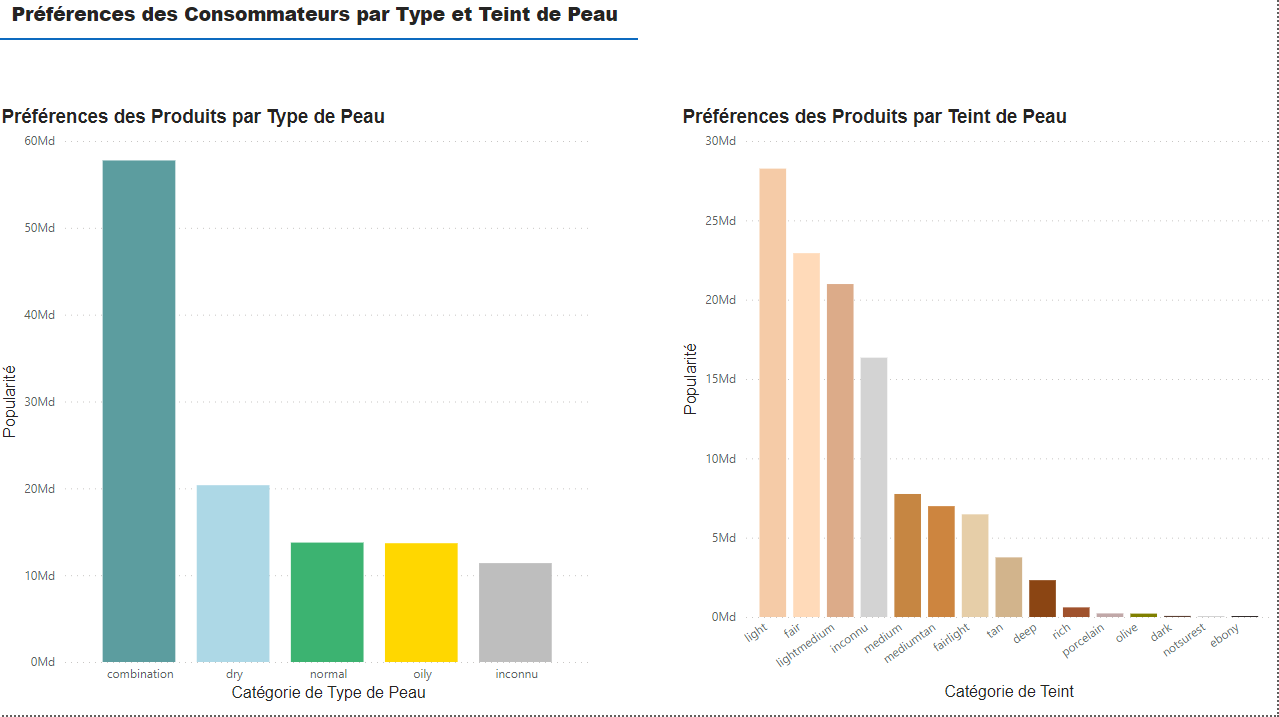 Préférences des Consommateurs par Type et Teint de Peau
Préférences des Produits par Type de Peau
60Md
50Md
40Md
30Md
20Md
10Md
0Md
Popularité
combination
dry
normal
oily
inconnu
Catégorie de Type de Peau
Préférences des Produits par Teint de Peau
30Md
25Md
20Md
15Md
10Md
5Md
0Md
Popularité
light
fair
lightmedium
inconnu
medium
mediumtan
fairlight
tan
deep
rich
porcelain
olive
dark
notsurest
ebony
Catégorie de Teint